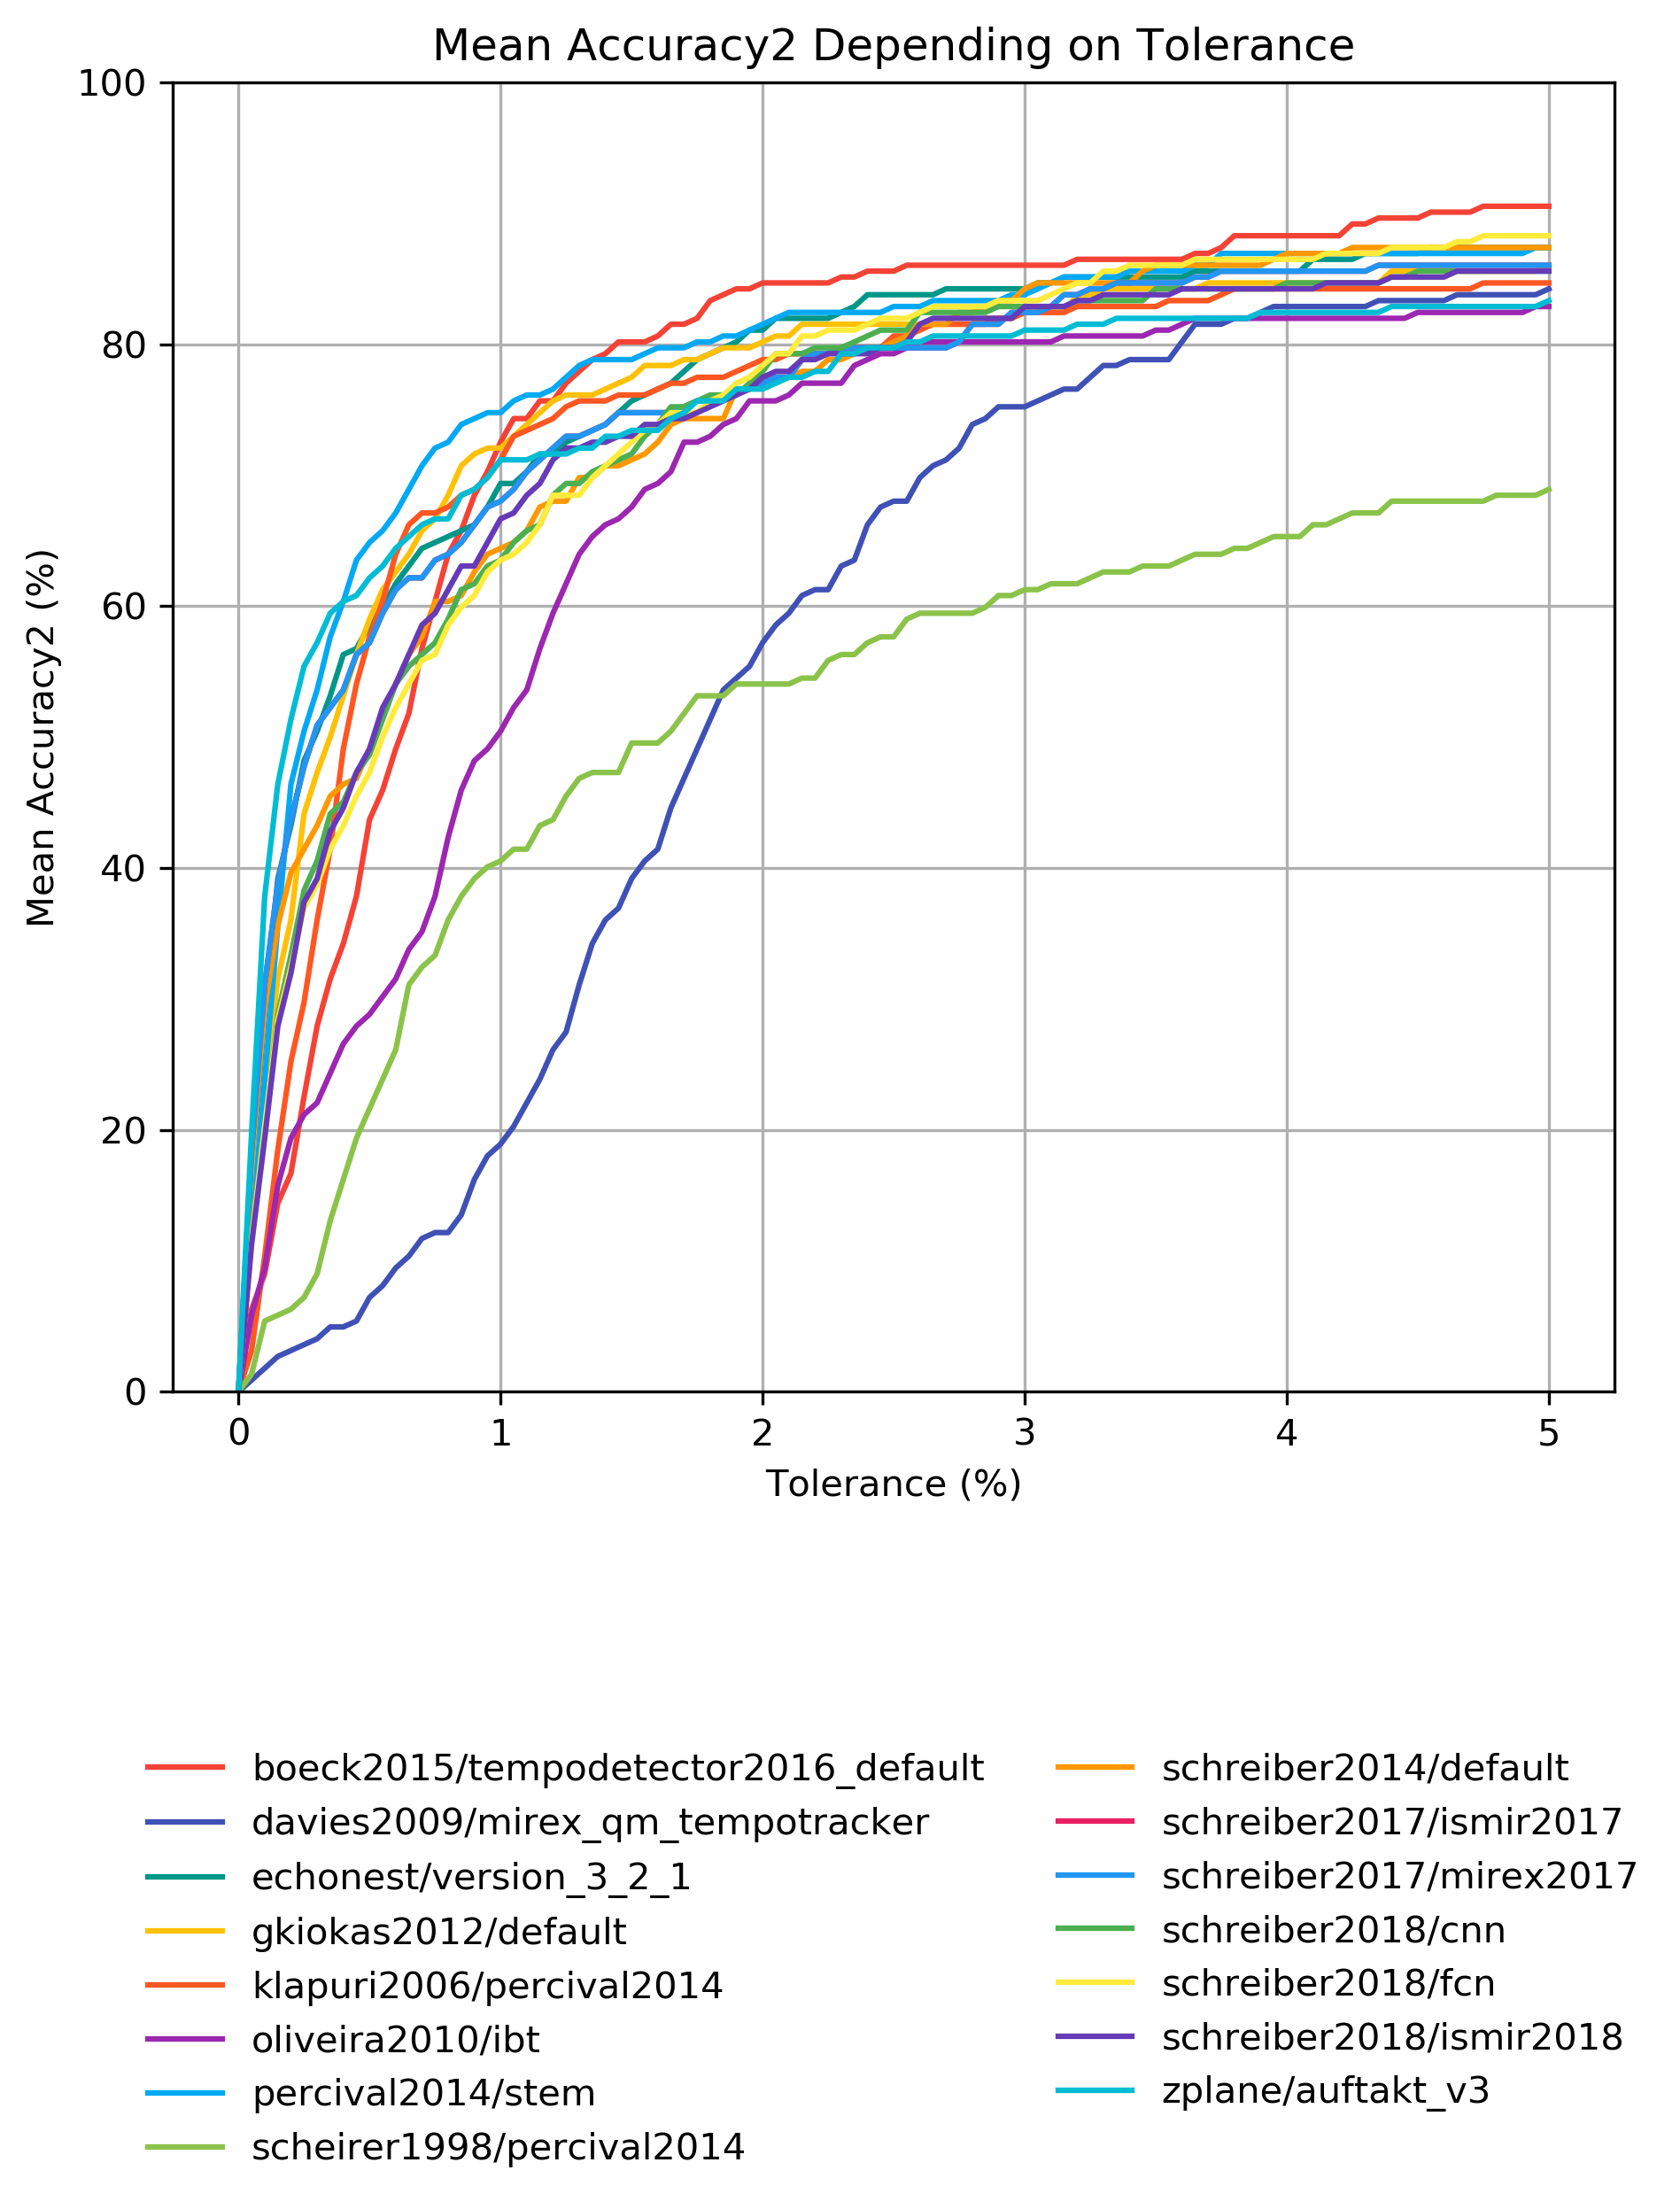 Mean Accuracy2 Depending on Tolerance
100
80
60
40
20
0
Mean Accuracy2 (%)
0 1 2 3 4 5
Tolerance (%)
boeck2015/tempodetector2016_default
davies2009/mirex_qm_tempotracker
echonest/version_3_2_1
gkiokas2012/default
klapuri2006/percival2014
oliveira2010/ibt
percival2014/stem
scheirer1998/percival2014
schreiber2014/default
schreiber2017/ismir2017
schreiber2017/mirex2017
schreiber2018/cnn
schreiber2018/fcn
schreiber2018/ismir2018
zplane/auftakt_v3